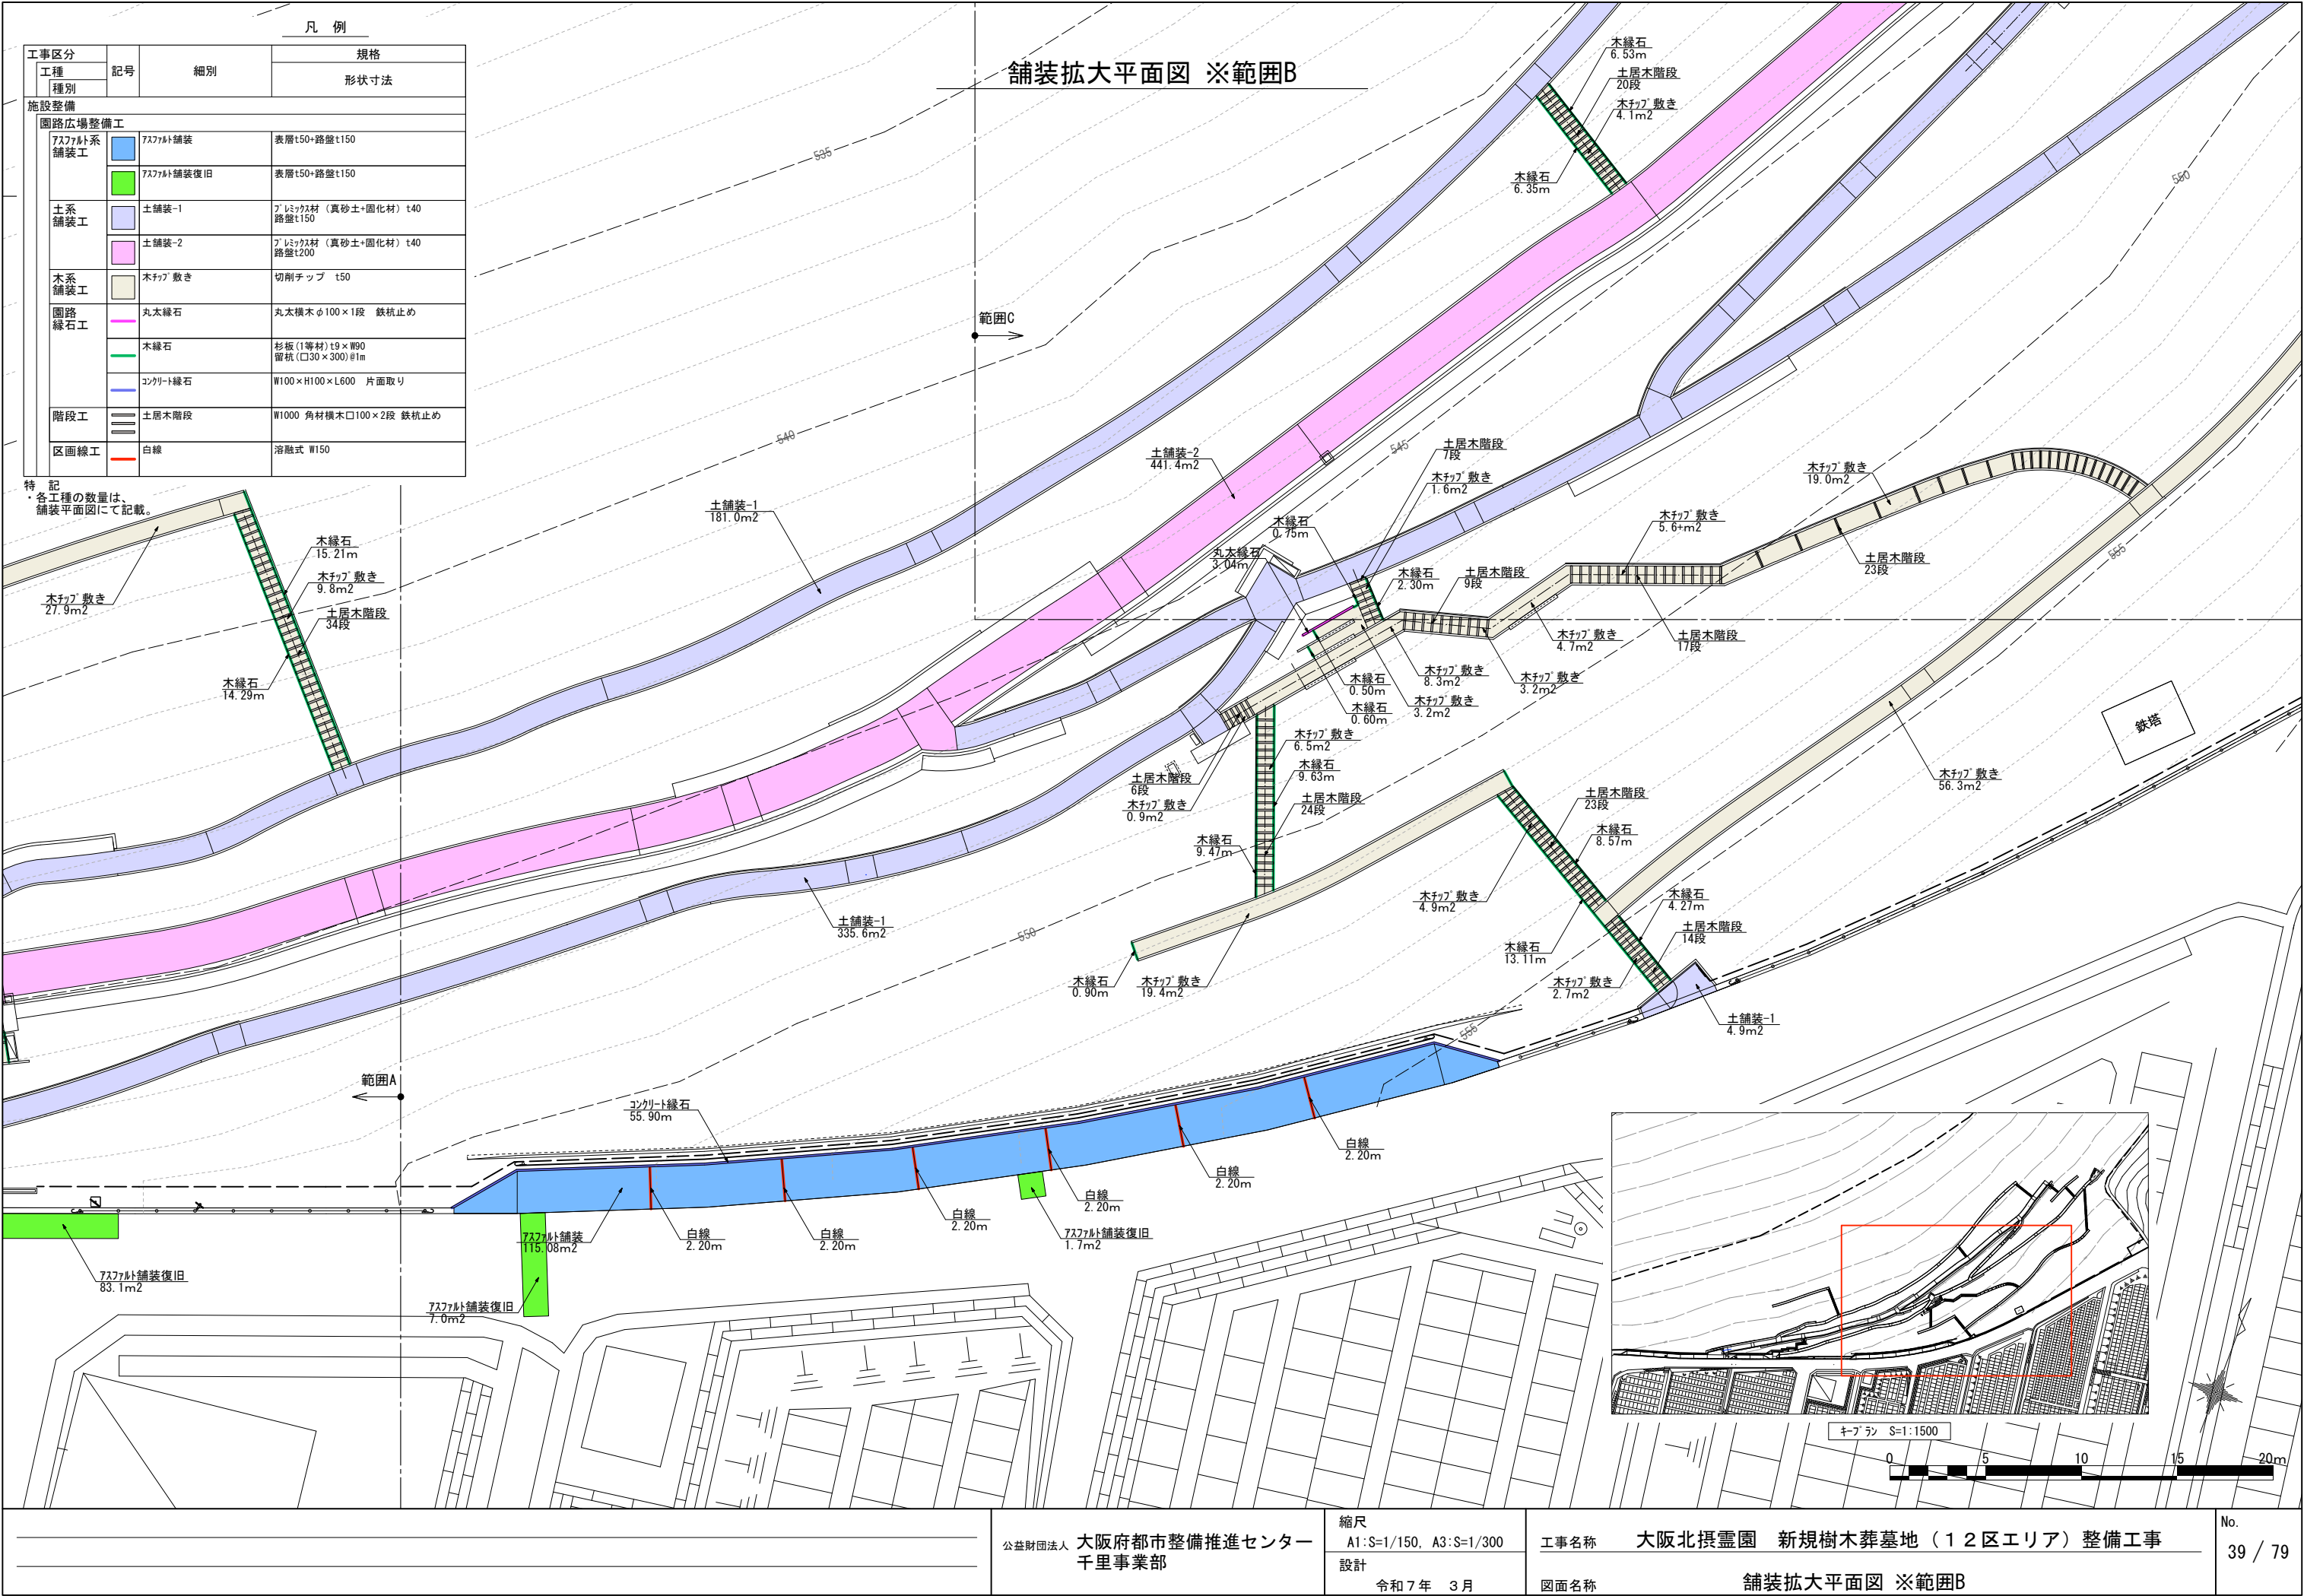 凡　例
工事区分
工種
種別
記号
細別
規格
形状寸法
施設整備
園路広場整備工
ｱｽﾌｧﾙﾄ系
舗装工
ｱｽﾌｧﾙﾄ舗装
表層t50+路盤t150
ｱｽﾌｧﾙﾄ舗装復旧
表層t50+路盤t150
土系
舗装工
土舗装-1
ﾌﾟﾚﾐｯｸｽ材（真砂土+固化材）t40
路盤t150
土舗装-2
ﾌﾟﾚﾐｯｸｽ材（真砂土+固化材）t40
路盤t200
木系
舗装工
木ﾁｯﾌﾟ敷き
切削チップ　t50
園路
縁石工
丸太縁石
丸太横木φ100×1段　鉄杭止め
木縁石
杉板(1等材)t9×W90
留杭(口30×300)@1m
ｺﾝｸﾘｰﾄ縁石
W100×H100×L600　片面取り
階段工
土居木階段
W1000 角材横木口100×2段 鉄杭止め
区画線工
白線
溶融式 W150
特　記
・各工種の数量は、
舗装平面図にて記載。
舗装拡大平面図 ※範囲B
木縁石
6.53m
土居木階段
20段
木ﾁｯﾌﾟ敷き
4.1m2
木縁石
6.35m
535
550
範囲C
540
545
土舗装-2
441.4m2
土居木階段
7段
木ﾁｯﾌﾟ敷き
1.6m2
木ﾁｯﾌﾟ敷き
19.0m2
土舗装-1
181.0m2
木縁石
0.75m
木ﾁｯﾌﾟ敷き
5.6+m2
木縁石
15.21m
丸太縁石
3.04m
木縁石
2.30m
土居木階段
9段
土居木階段
23段
555
木ﾁｯﾌﾟ敷き
9.8m2
木ﾁｯﾌﾟ敷き
27.9m2
土居木階段
34段
木ﾁｯﾌﾟ敷き
4.7m2
土居木階段
17段
木縁石
14.29m
木縁石
0.50m
木ﾁｯﾌﾟ敷き
8.3m2
木ﾁｯﾌﾟ敷き
3.2m2
木縁石
0.60m
木ﾁｯﾌﾟ敷き
3.2m2
鉄塔
木ﾁｯﾌﾟ敷き
6.5m2
木縁石
9.63m
土居木階段
6段
木ﾁｯﾌﾟ敷き
0.9m2
土居木階段
24段
木ﾁｯﾌﾟ敷き
56.3m2
土居木階段
23段
木縁石
8.57m
木縁石
9.47m
木ﾁｯﾌﾟ敷き
4.9m2
木縁石
4.27m
土舗装-1
335.6m2
550
土居木階段
14段
木縁石
13.11m
木縁石
0.90m
木ﾁｯﾌﾟ敷き
19.4m2
木ﾁｯﾌﾟ敷き
2.7m2
土舗装-1
4.9m2
555
範囲A
ｺﾝｸﾘｰﾄ縁石
55.90m
白線
2.20m
白線
2.20m
白線
2.20m
白線
2.20m
白線
2.20m
白線
2.20m
ｱｽﾌｧﾙﾄ舗装
115.08m2
ｱｽﾌｧﾙﾄ舗装復旧
1.7m2
ｱｽﾌｧﾙﾄ舗装復旧
83.1m2
ｱｽﾌｧﾙﾄ舗装復旧
7.0m2
ｷｰﾌﾟﾗﾝ　S=1:1500
0 5 10 15 20m
公益財団法人 大阪府都市整備推進センター
千里事業部
縮尺
A1:S=1/150, A3:S=1/300
設計
令和７年　３月
工事名称　大阪北摂霊園　新規樹木葬墓地（１２区エリア）整備工事
図面名称　舗装拡大平面図 ※範囲B
No.
39 / 79